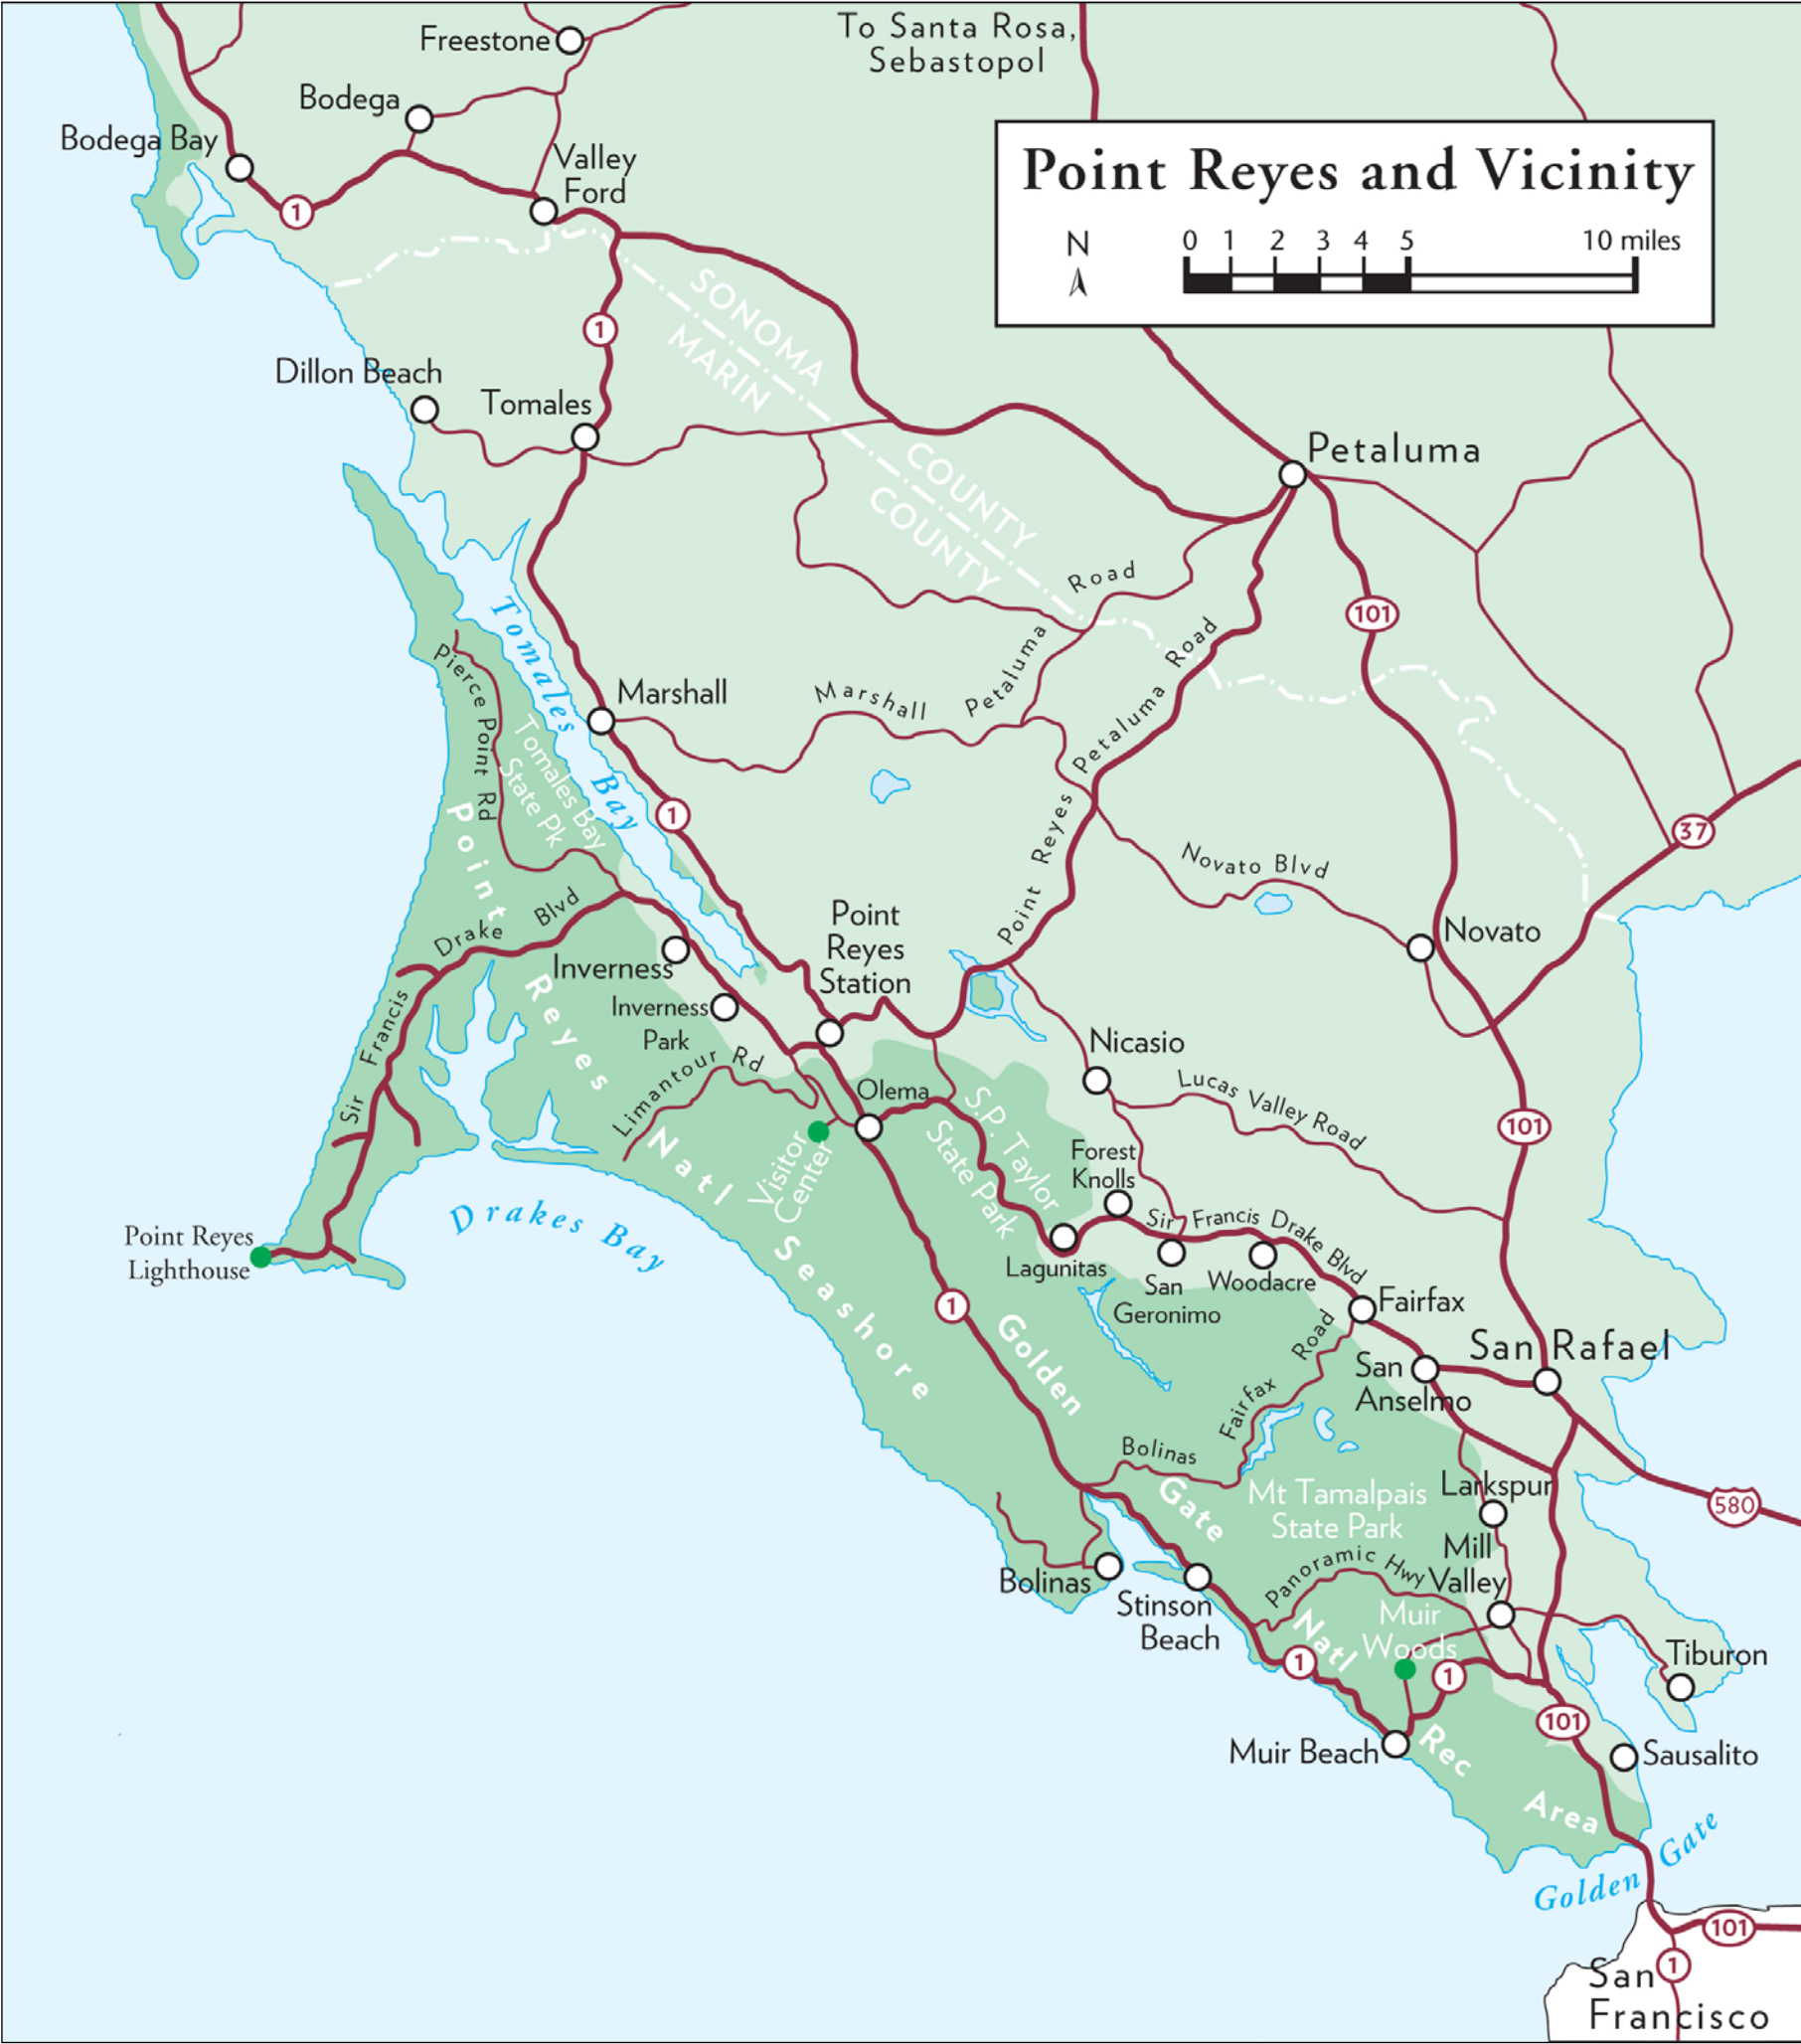 To Santa Rosa,
Sebastopol
Freestone
Bodega
Bodega Bay
Valley
Ford
1
Point Reyes and Vicinity
N
0 1 2 3 4 5 10 miles
1
SONOMA
MARIN
COUNTY
COUNTY
Dillon Beach
Tomales
Petaluma
101
Marshall Petaluma Road
Point Reyes Petaluma Road
Tomales Bay
Pierce Point Rd
Tomales Bay
State Pk
Marshall
1
37
Novato Blvd
Novato
Point Reyes Natl Seashore
Sir Francis Drake Blvd
Inverness
Inverness
Park
Point
Reyes
Station
Limantour Rd
Nicasio
Lucas Valley Road
101
Olema
Visitor
Center
S.P. Taylor
State Park
Forest
Knolls
Drakes Bay
Point Reyes
Lighthouse
Lagunitas
Sir Francis Drake Blvd
San
Geronimo
Woodacre
Fairfax
1
Golden Gate Natl Rec Area
San
Anselmo
San Rafael
Bolinas Fairfax Road
580
Mt Tamalpais
State Park
Larkspur
Mill
Valley
Panoramic Hwy
Bolinas
Stinson
Beach
Muir
Woods
1
1
Tiburon
101
Muir Beach
Sausalito
Golden Gate
101
1
San
Francisco